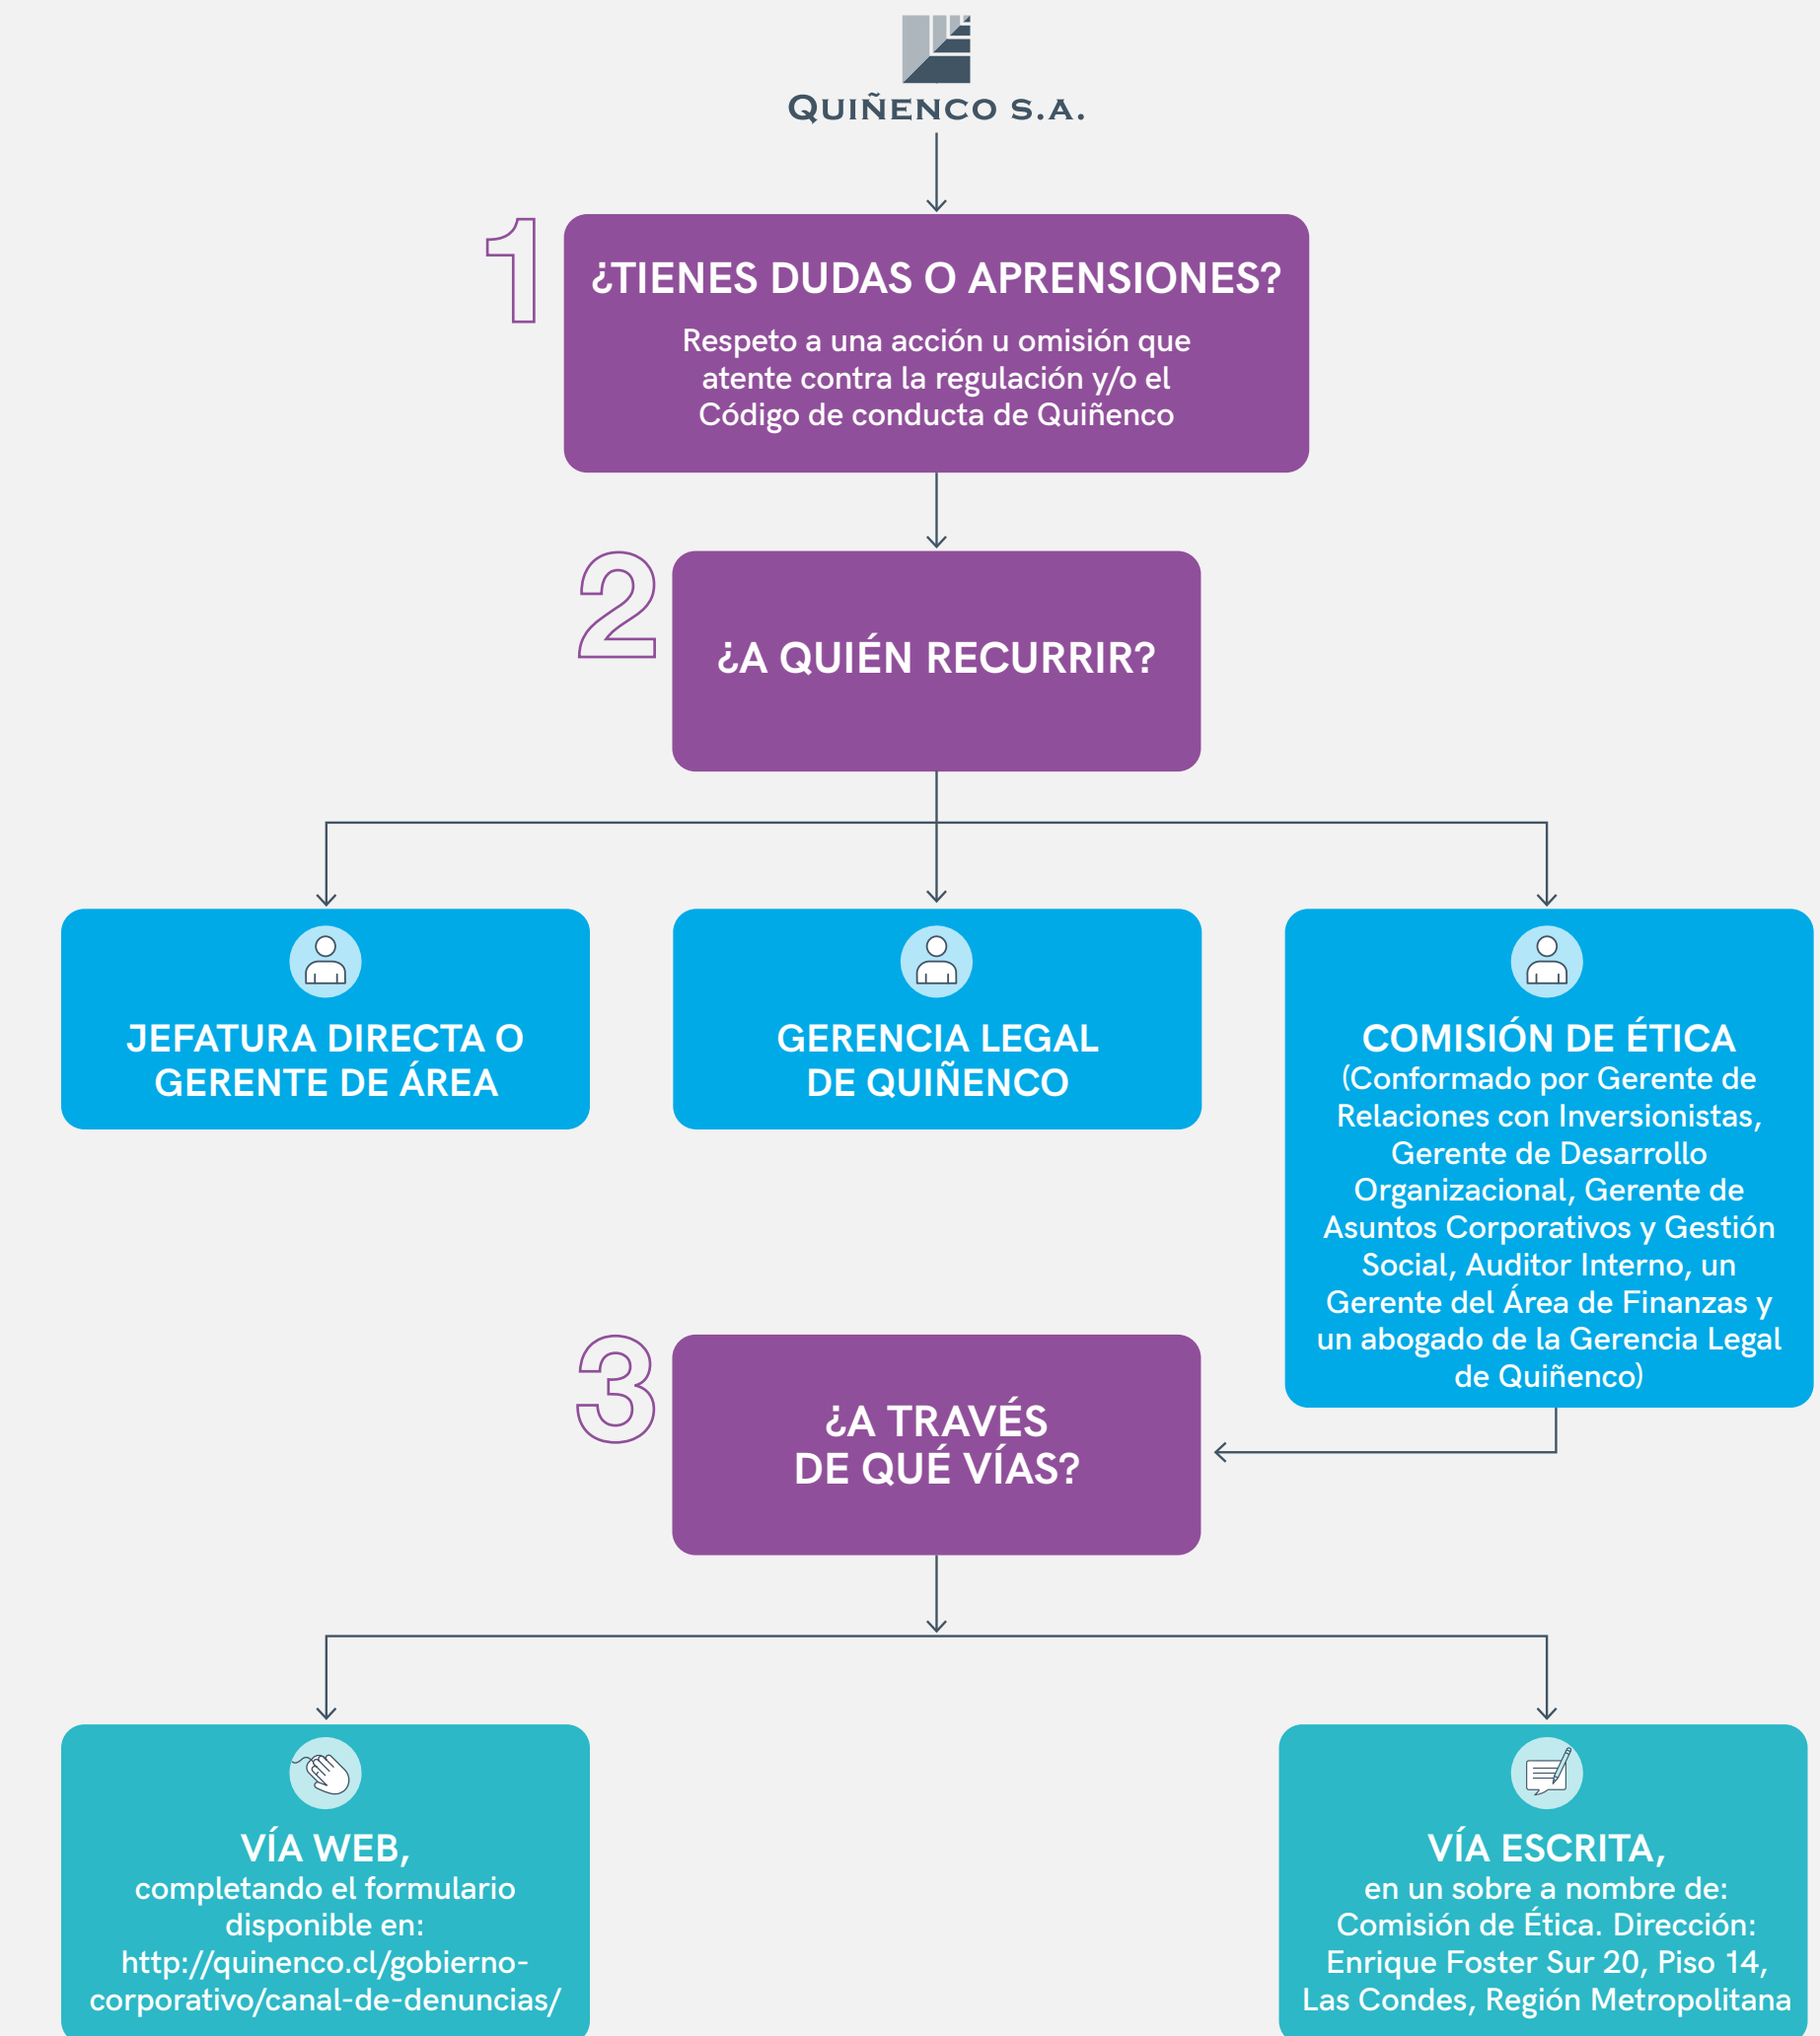 QUIÑENCO S.A.
1
¿TIENES DUDAS O APRENSIONES?
Respeto a una acción u omisión que
atente contra la regulación y/o el
Código de conducta de Quiñenco
2
¿A QUIÉN RECURRIR?
JEFATURA DIRECTA O
GERENTE DE ÁREA
GERENCIA LEGAL
DE QUIÑENCO
COMISIÓN DE ÉTICA
(Conformado por Gerente de
Relaciones con Inversionistas,
Gerente de Desarrollo
Organizacional, Gerente de
Asuntos Corporativos y Gestión
Social, Auditor Interno, un
Gerente del Área de Finanzas y
un abogado de la Gerencia Legal
de Quiñenco)
3
¿A TRAVÉS
DE QUÉ VÍAS?
VÍA WEB,
completando el formulario
disponible en:
http://quinenco.cl/gobierno-
corporativo/canal-de-denuncias/
VÍA ESCRITA,
en un sobre a nombre de:
Comisión de Ética. Dirección:
Enrique Foster Sur 20, Piso 14,
Las Condes, Región Metropolitana